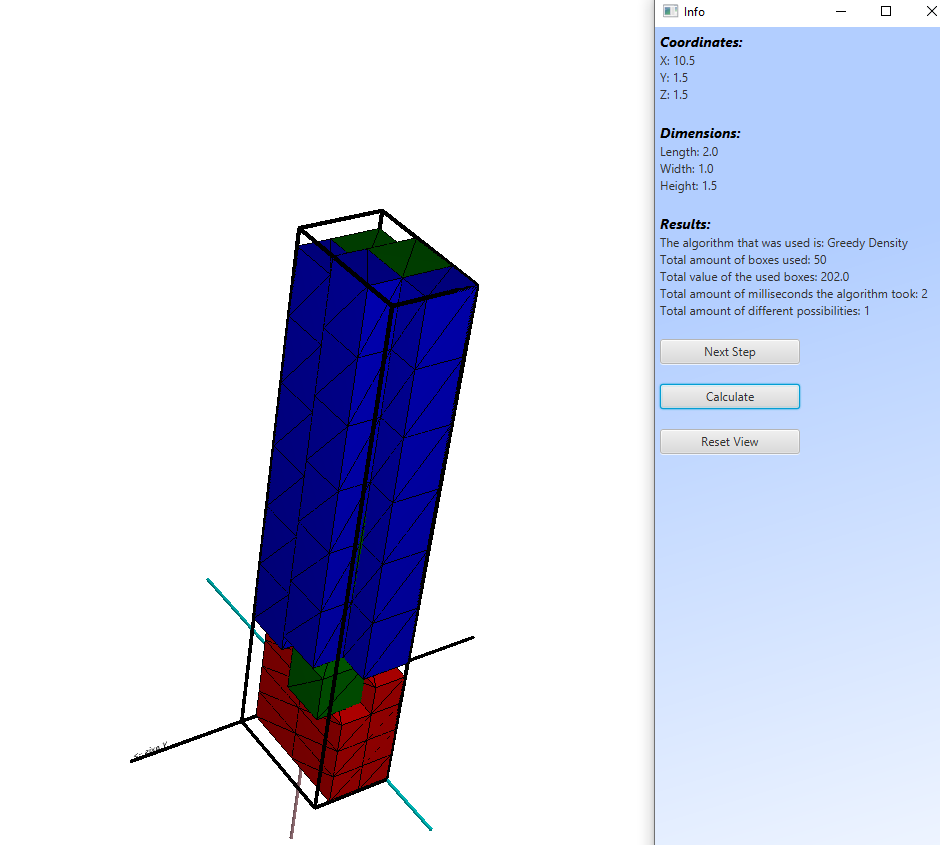 Info
Coordinates:
X: 10.5
Y: 1.5
Z: 1.5
Dimensions:
Length: 2.0
Width: 1.0
Height: 1.5
Results:
The algorithm that was used is: Greedy Density
Total amount of boxes used: 50
Total value of the used boxes: 202.0
Total amount of milliseconds the algorithm took: 2
Total amount of different possibilities: 1
Next Step
Calculate
Reset View